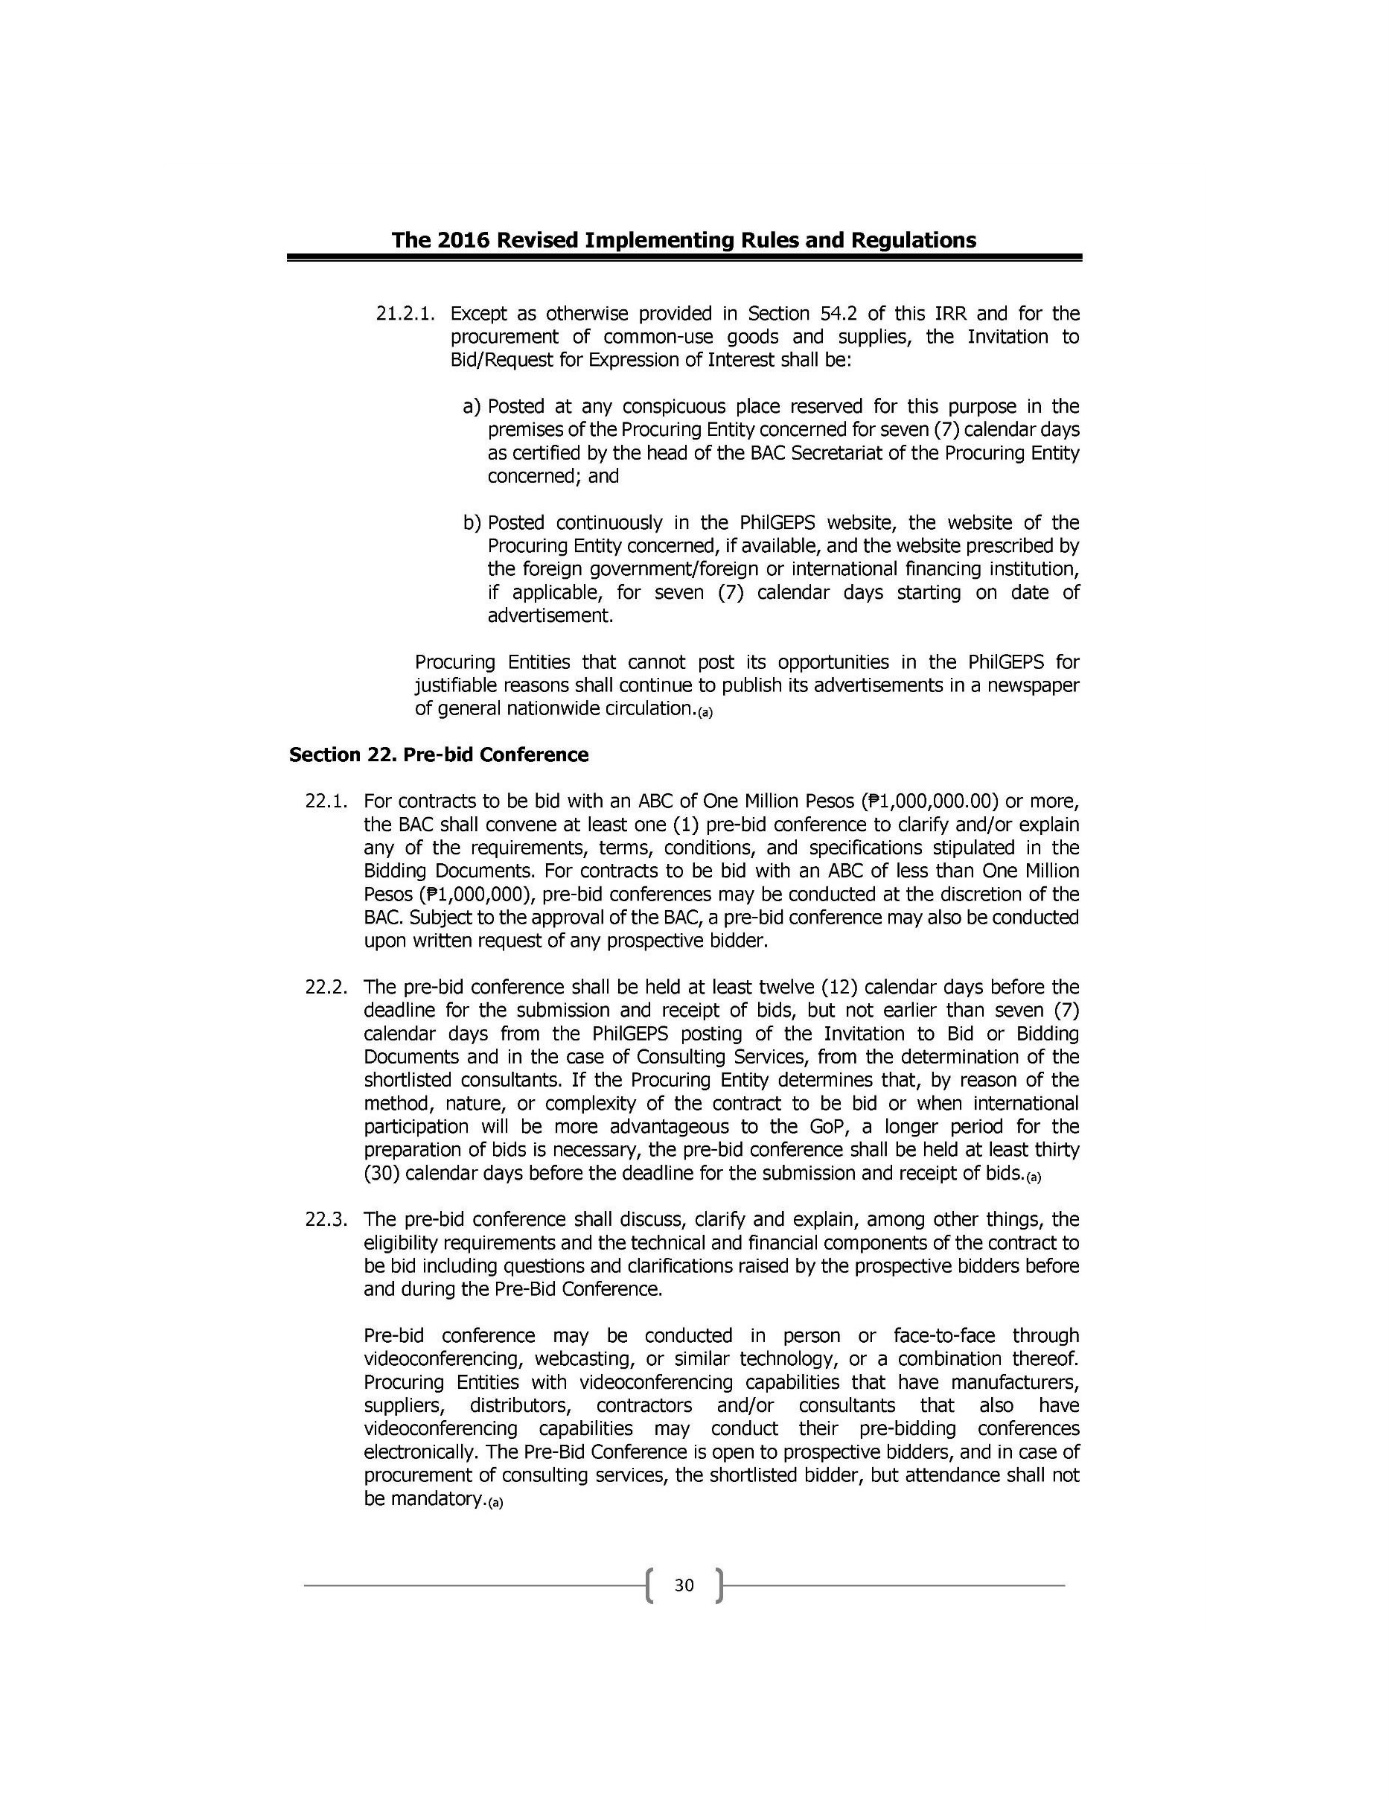 The 2016 Revised Implementing Rules and Regulations
21.2.1. Except as otherwise provided in Section 54.2 of this IRR and for the
procurement of common-use goods and supplies, the Invitation to
Bid/Request for Expression of Interest shall be:
a) Posted at any conspicuous place reserved for this purpose in the
premises of the Procuring Entity concerned for seven (7) calendar days
as certified by the head of the BAC Secretariat of the Procuring Entity
concerned; and
b) Posted continuously in the PhilGEPS website, the website of the
Procuring Entity concerned, if available, and the website prescribed by
the foreign government/foreign or international financing institution,
if applicable, for seven (7) calendar days starting on date of
advertisement.
Procuring Entities that cannot post its opportunities in the PhilGEPS for
justifiable reasons shall continue to publish its advertisements in a newspaper
of general nationwide circulation.(a)
Section 22. Pre-bid Conference
22.1. For contracts to be bid with an ABC of One Million Pesos (₱1,000,000.00) or more,
the BAC shall convene at least one (1) pre-bid conference to clarify and/or explain
any of the requirements, terms, conditions, and specifications stipulated in the
Bidding Documents. For contracts to be bid with an ABC of less than One Million
Pesos (₱1,000,000), pre-bid conferences may be conducted at the discretion of the
BAC. Subject to the approval of the BAC, a pre-bid conference may also be conducted
upon written request of any prospective bidder.
22.2. The pre-bid conference shall be held at least twelve (12) calendar days before the
deadline for the submission and receipt of bids, but not earlier than seven (7)
calendar days from the PhilGEPS posting of the Invitation to Bid or Bidding
Documents and in the case of Consulting Services, from the determination of the
shortlisted consultants. If the Procuring Entity determines that, by reason of the
method, nature, or complexity of the contract to be bid or when international
participation will be more advantageous to the GoP, a longer period for the
preparation of bids is necessary, the pre-bid conference shall be held at least thirty
(30) calendar days before the deadline for the submission and receipt of bids.(a)
22.3. The pre-bid conference shall discuss, clarify and explain, among other things, the
eligibility requirements and the technical and financial components of the contract to
be bid including questions and clarifications raised by the prospective bidders before
and during the Pre-Bid Conference.
Pre-bid conference may be conducted in person or face-to-face through
videoconferencing, webcasting, or similar technology, or a combination thereof.
Procuring Entities with videoconferencing capabilities that have manufacturers,
suppliers, distributors, contractors and/or consultants that also have
videoconferencing capabilities may conduct their pre-bidding conferences
electronically. The Pre-Bid Conference is open to prospective bidders, and in case of
procurement of consulting services, the shortlisted bidder, but attendance shall not
be mandatory.(a)
30